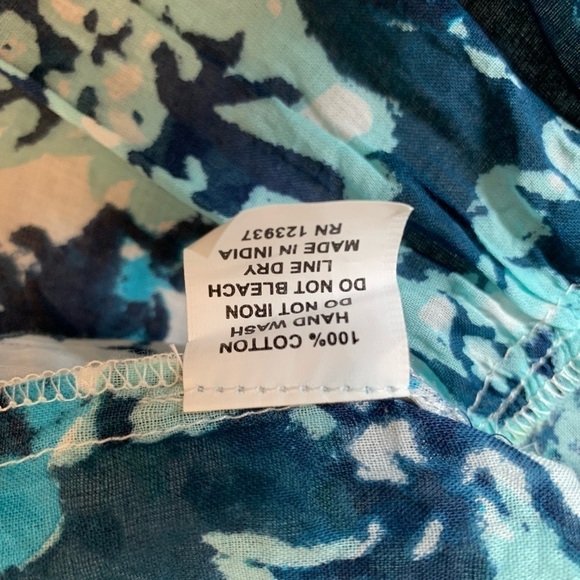 100% COTTON
HAND WASH
DO NOT IRON
DO NOT BLEACH
LINE DRY
MADE IN INDIA
RN 123937